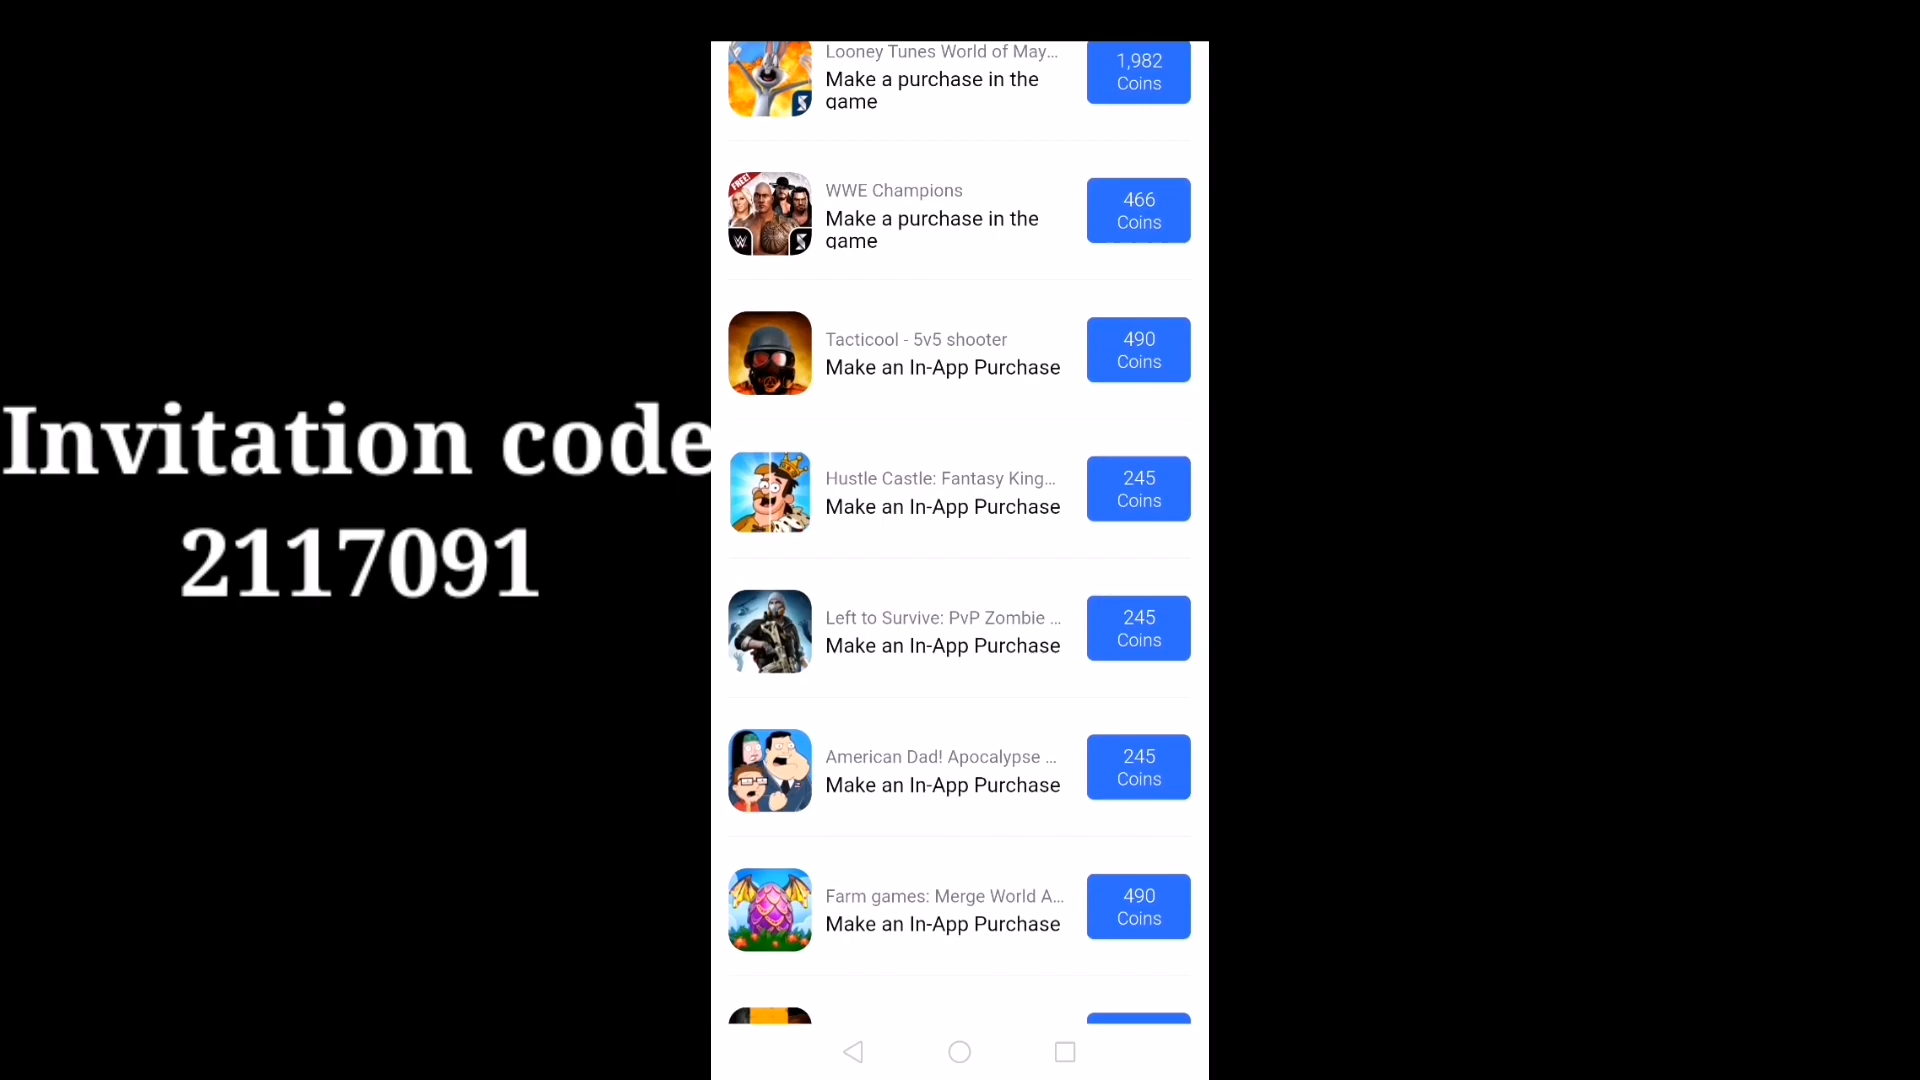 Invitation code
2117091
Looney Tunes World of May...
Make a purchase in the
game
1,982
Coins
FREE!
WWE Champions
Make a purchase in the
game
466
Coins
Tacticool - 5v5 shooter
Make an In-App Purchase
490
Coins
Hustle Castle: Fantasy King...
Make an In-App Purchase
245
Coins
Left to Survive: PvP Zombie ...
Make an In-App Purchase
245
Coins
American Dad! Apocalypse ...
Make an In-App Purchase
245
Coins
Farm games: Merge World A...
Make an In-App Purchase
490
Coins